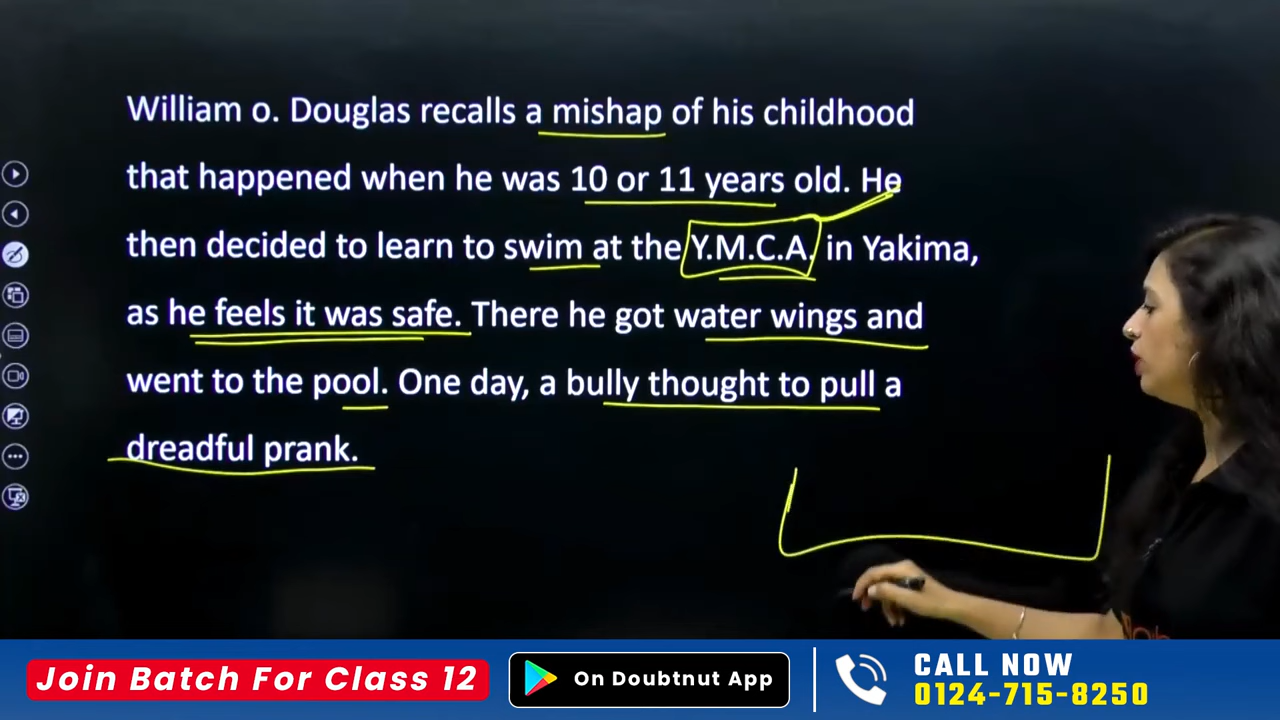 William o. Douglas recalls a mishap of his childhood
that happened when he was 10 or 11 years old. He
then decided to learn to swim at the Y.M.C.A. in Yakima,
as he feels it was safe. There he got water wings and
went to the pool. One day, a bully thought to pull a
dreadful prank.
Join Batch For Class 12
On Doubtnut App
CALL NOW
0124-715-8250